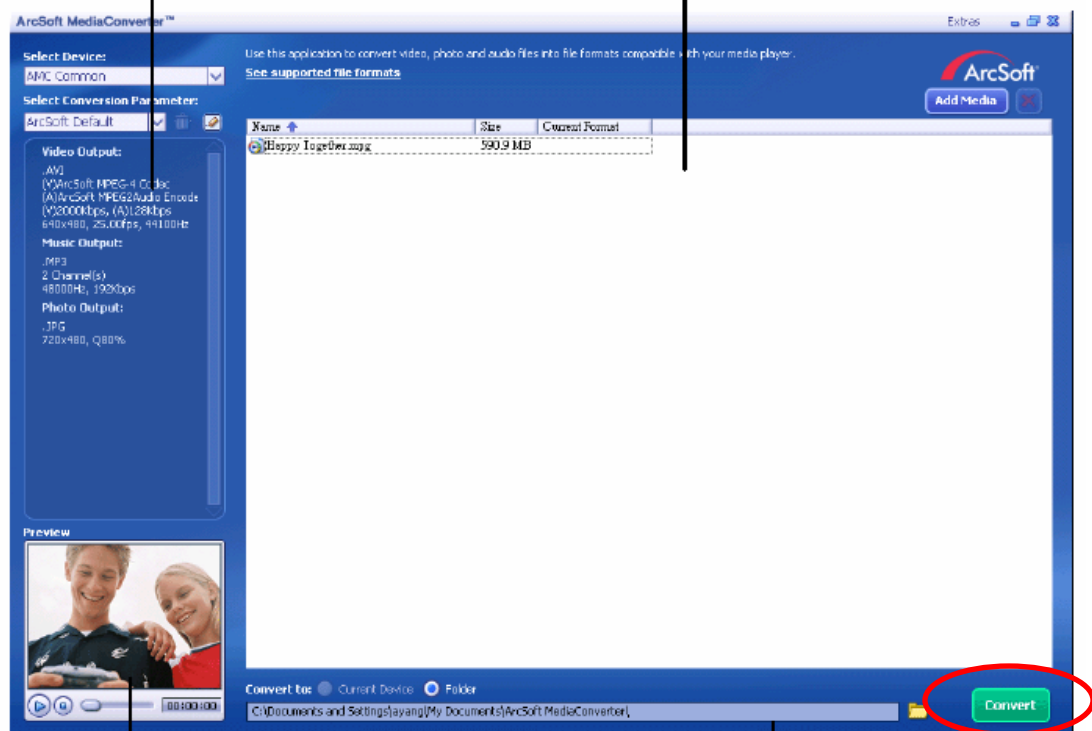 ArcSoft MediaConverter™
Extras
Select Device:
AMC Common
Select Conversion Parameter:
ArcSoft Default
Use this application to convert video, photo and audio files into file formats compatible with your media player.
See supported file formats
ArcSoft
Add Media
Name Size Current Format
Happy Together.mpg 590.9 MB
Video Output:
.AVI
(V)ArcSoft MPEG-4 Codec
(A)ArcSoft MPEG2Audio Encode
(V)2000kbps, (A)128kbps
640x480, 25.00fps, 44100Hz
Music Output:
.MP3
2 Channel(s)
48000Hz, 192kbps
Photo Output:
.JPG
720x480, Q80%
Preview
00:00:00
Convert to: Current Device Folder
C:\Documents and Settings\ayang\My Documents\ArcSoft MediaConverter\
Convert